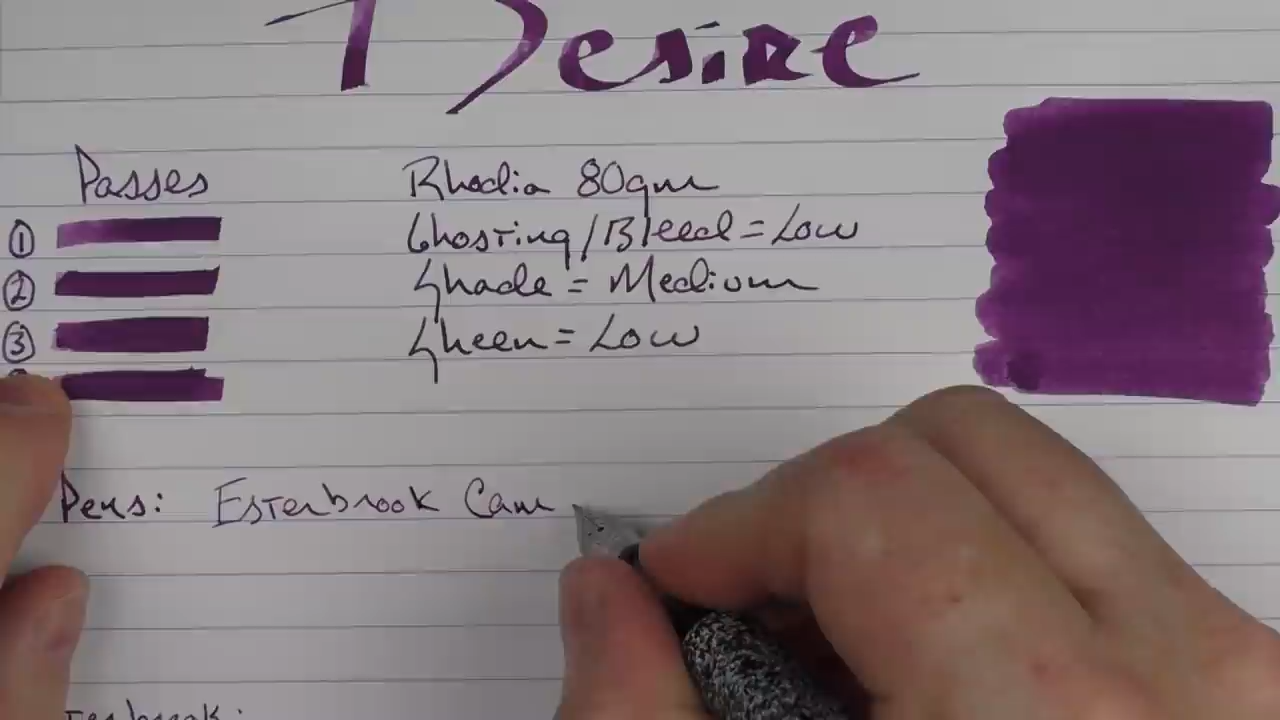 Desire
Passes
Rhodia 80gm
①
Ghosting/Bleed = Low
②
Shade = Medium
③
Sheen = Low
Pens: Esterbrook Cam